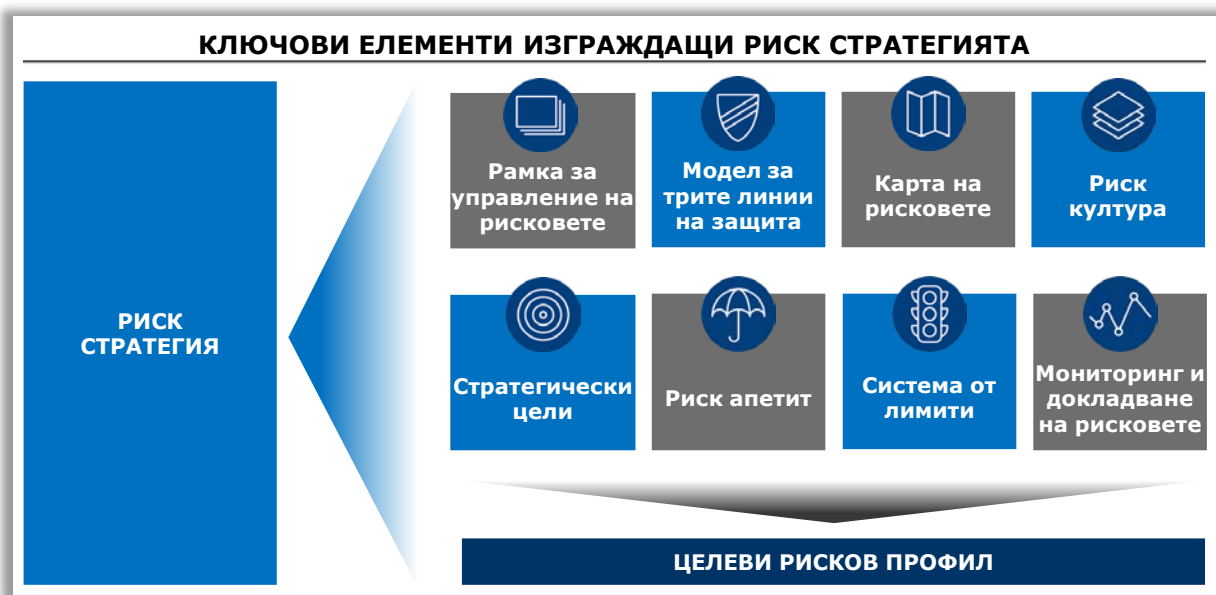 КЛЮЧОВИ ЕЛЕМЕНТИ ИЗГРАЖДАЩИ РИСК СТРАТЕГИЯТА
РИСК
СТРАТЕГИЯ
Рамка за
управление на
рисковете
Модел за
трите линии
на защита
Карта на
рисковете
Риск
култура
Стратегически
цели
Риск апетит
Система от
лимити
Мониторинг и
докладване
на рисковете
ЦЕЛЕВИ РИСКОВ ПРОФИЛ